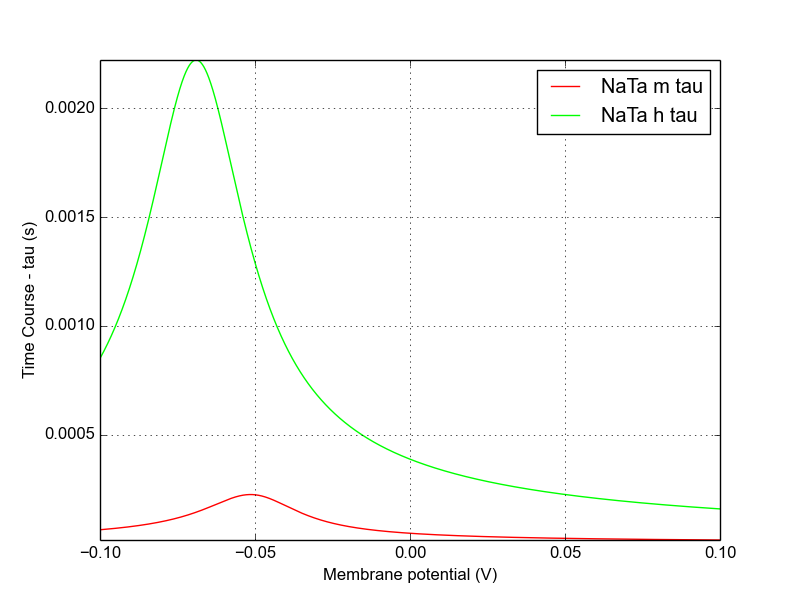 NaTa m tau
NaTa h tau
0.0020
0.0015
0.0010
0.0005
Time Course - tau (s)
−0.10
−0.05
0.00
0.05
0.10
Membrane potential (V)